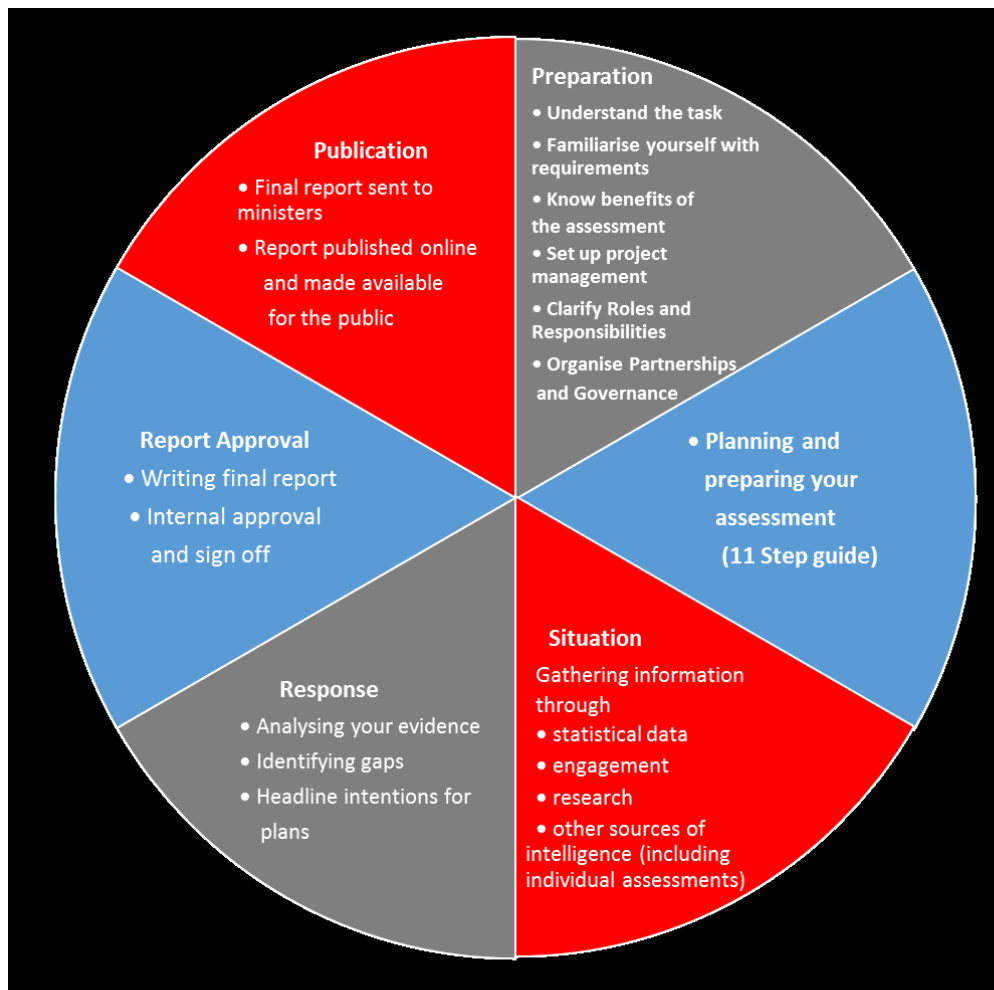 Preparation
• Understand the task
• Familiarise yourself with
requirements
• Know benefits of
the assessment
• Set up project
management
• Clarify Roles and
Responsibilities
• Organise Partnerships
and Governance
• Planning and
preparing your
assessment
(11 Step guide)
Situation
Gathering information
through
• statistical data
• engagement
• research
• other sources of
intelligence (including
individual assessments)
Response
• Analysing your evidence
• Identifying gaps
• Headline intentions for
plans
Report Approval
• Writing final report
• Internal approval
and sign off
Publication
• Final report sent to
ministers
• Report published online
and made available
for the public